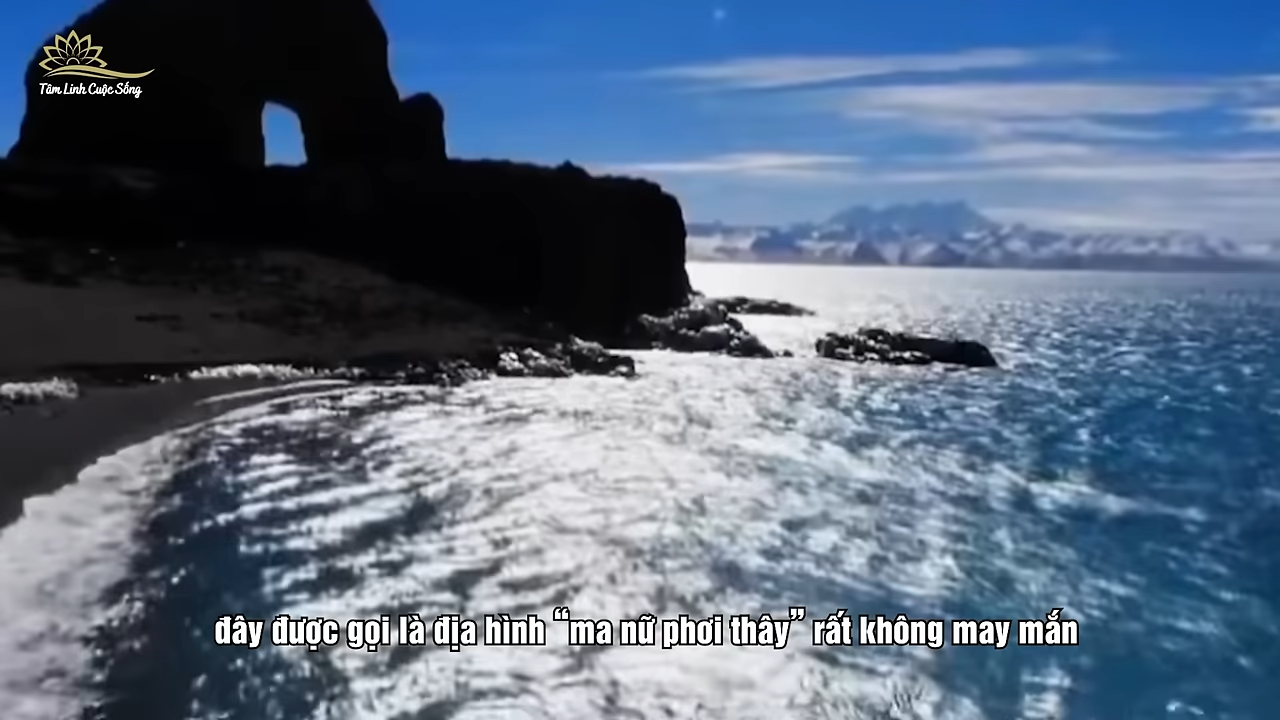 Tâm Linh Cuộc Sống
đây được gọi là địa hình “ma nữ phơi thây” rất không may mắn